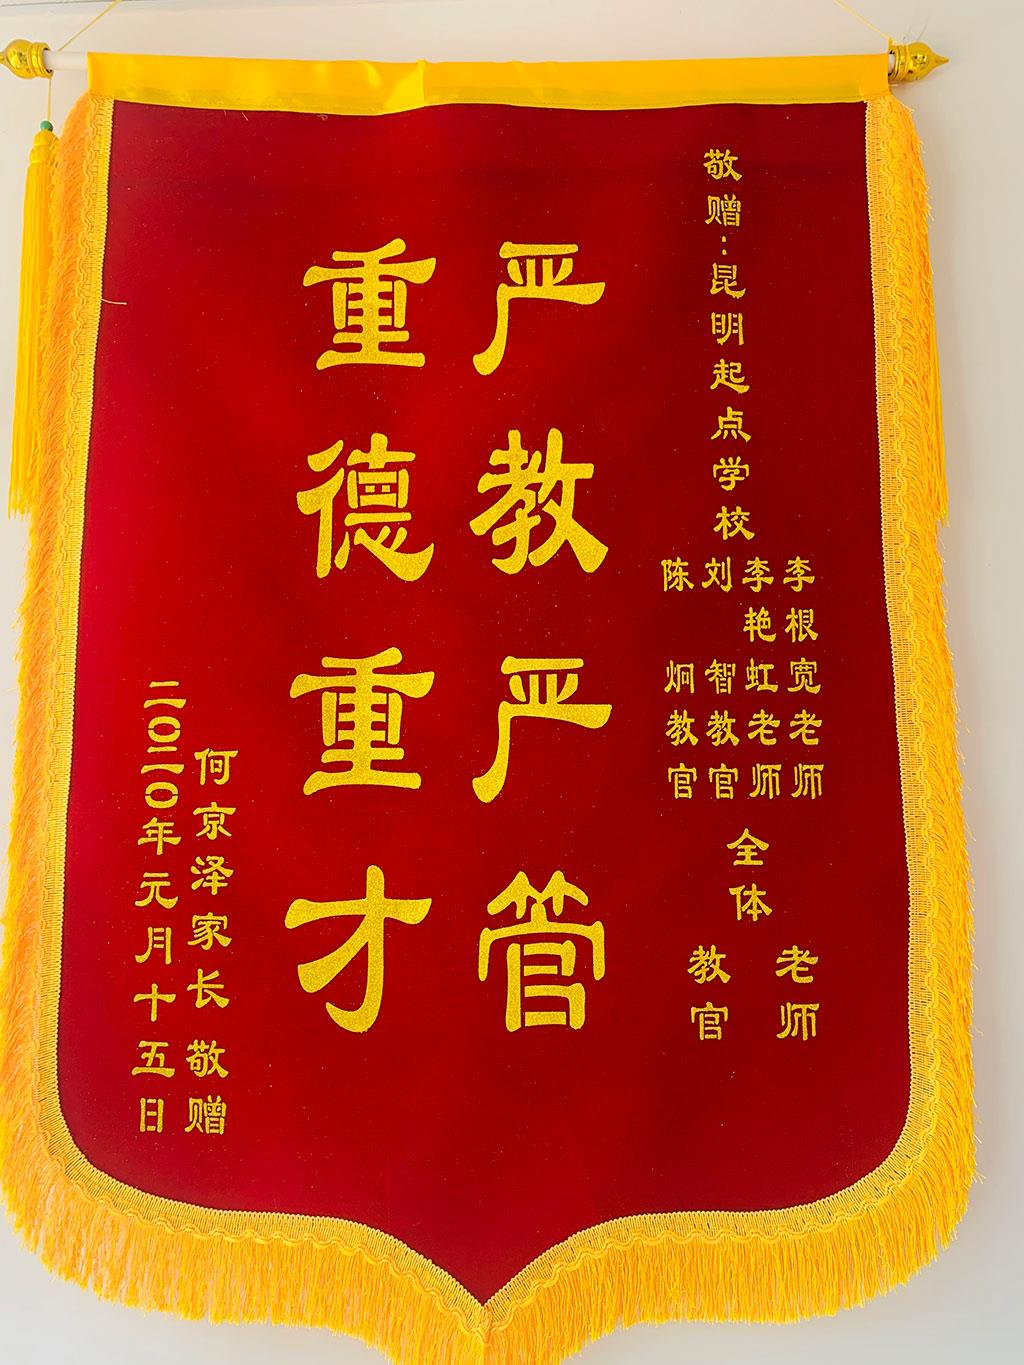 敬赠：昆明起点学校
李根宽老师
李艳虹老师
刘智教官
陈炯教官
全体
老师
教官
严教严管
重德重才
何京泽家长敬赠
二〇二〇年元月十五日